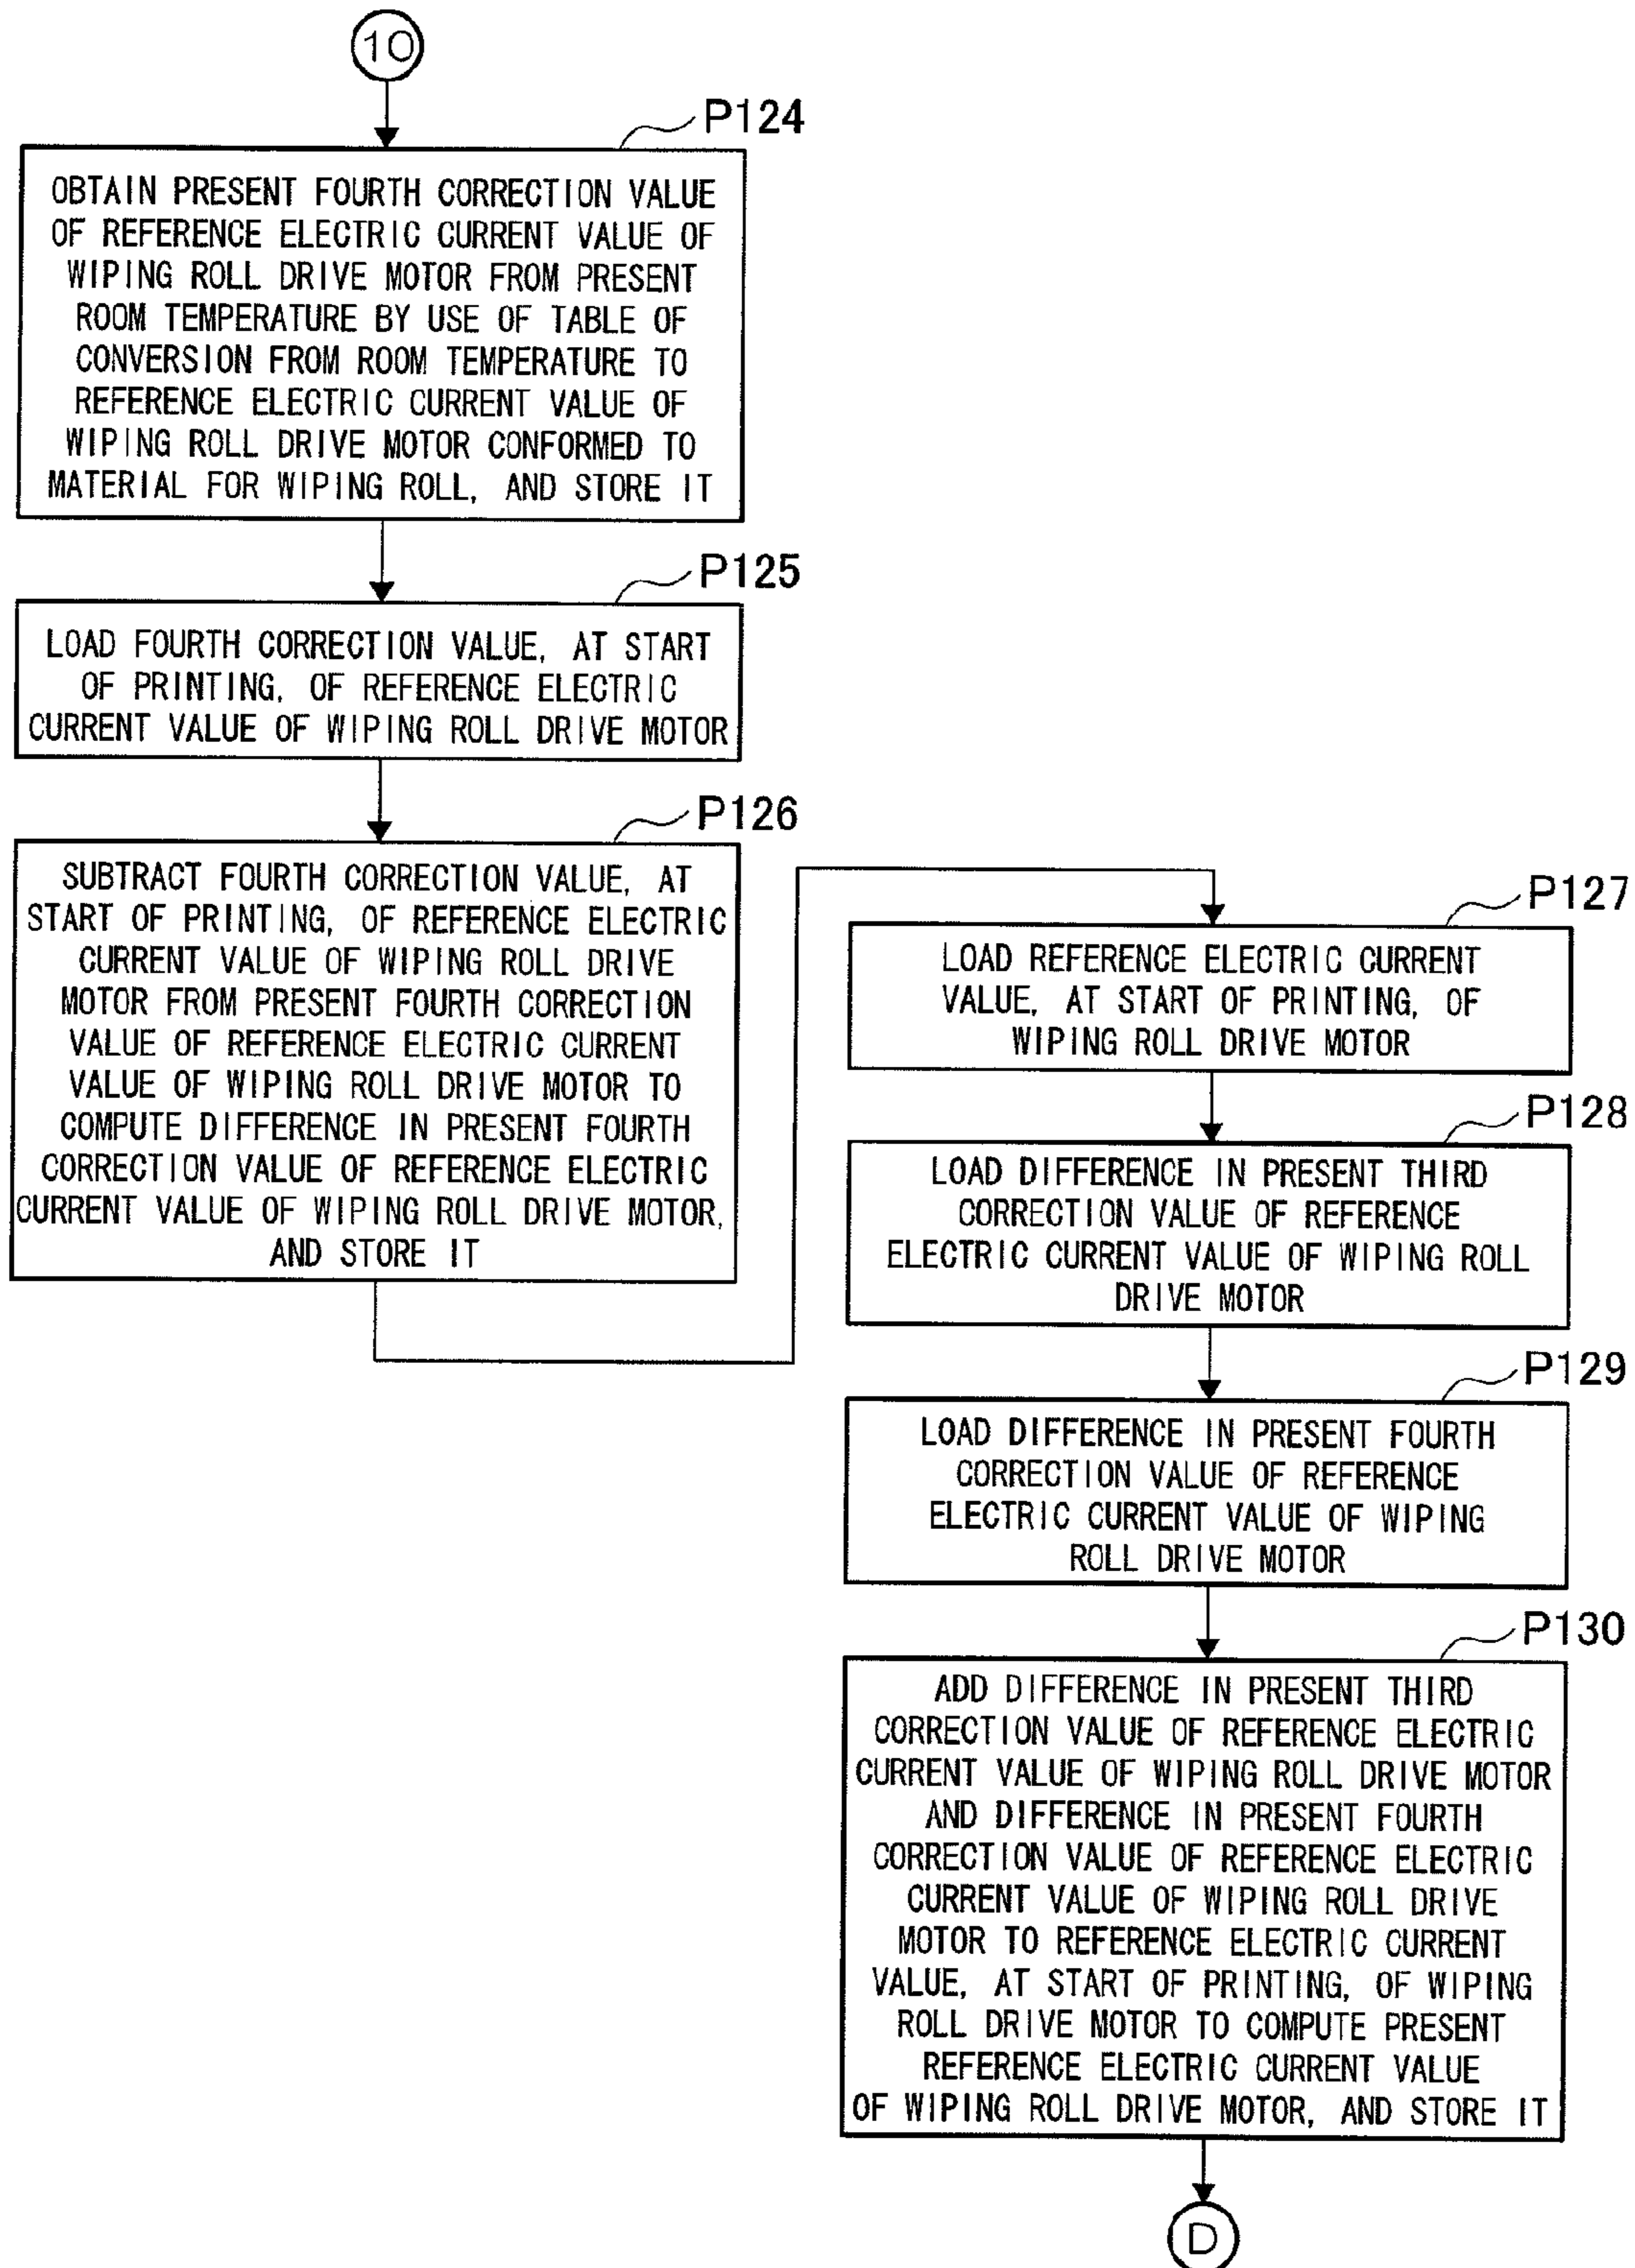 10
P124
OBTAIN PRESENT FOURTH CORRECTION VALUE
OF REFERENCE ELECTRIC CURRENT VALUE OF
WIPING ROLL DRIVE MOTOR FROM PRESENT
ROOM TEMPERATURE BY USE OF TABLE OF
CONVERSION FROM ROOM TEMPERATURE TO
REFERENCE ELECTRIC CURRENT VALUE OF
WIPING ROLL DRIVE MOTOR CONFORMED TO
MATERIAL FOR WIPING ROLL, AND STORE IT
P125
LOAD FOURTH CORRECTION VALUE, AT START
OF PRINTING, OF REFERENCE ELECTRIC
CURRENT VALUE OF WIPING ROLL DRIVE MOTOR
P126
SUBTRACT FOURTH CORRECTION VALUE, AT
START OF PRINTING, OF REFERENCE ELECTRIC
CURRENT VALUE OF WIPING ROLL DRIVE
MOTOR FROM PRESENT FOURTH CORRECTION
VALUE OF REFERENCE ELECTRIC CURRENT
VALUE OF WIPING ROLL DRIVE MOTOR TO
COMPUTE DIFFERENCE IN PRESENT FOURTH
CORRECTION VALUE OF REFERENCE ELECTRIC
CURRENT VALUE OF WIPING ROLL DRIVE MOTOR,
AND STORE IT
P127
LOAD REFERENCE ELECTRIC CURRENT
VALUE, AT START OF PRINTING, OF
WIPING ROLL DRIVE MOTOR
P128
LOAD DIFFERENCE IN PRESENT THIRD
CORRECTION VALUE OF REFERENCE
ELECTRIC CURRENT VALUE OF WIPING ROLL
DRIVE MOTOR
P129
LOAD DIFFERENCE IN PRESENT FOURTH
CORRECTION VALUE OF REFERENCE
ELECTRIC CURRENT VALUE OF WIPING
ROLL DRIVE MOTOR
P130
ADD DIFFERENCE IN PRESENT THIRD
CORRECTION VALUE OF REFERENCE ELECTRIC
CURRENT VALUE OF WIPING ROLL DRIVE MOTOR
AND DIFFERENCE IN PRESENT FOURTH
CORRECTION VALUE OF REFERENCE ELECTRIC
CURRENT VALUE OF WIPING ROLL DRIVE
MOTOR TO REFERENCE ELECTRIC CURRENT
VALUE, AT START OF PRINTING, OF WIPING
ROLL DRIVE MOTOR TO COMPUTE PRESENT
REFERENCE ELECTRIC CURRENT VALUE
OF WIPING ROLL DRIVE MOTOR, AND STORE IT
D